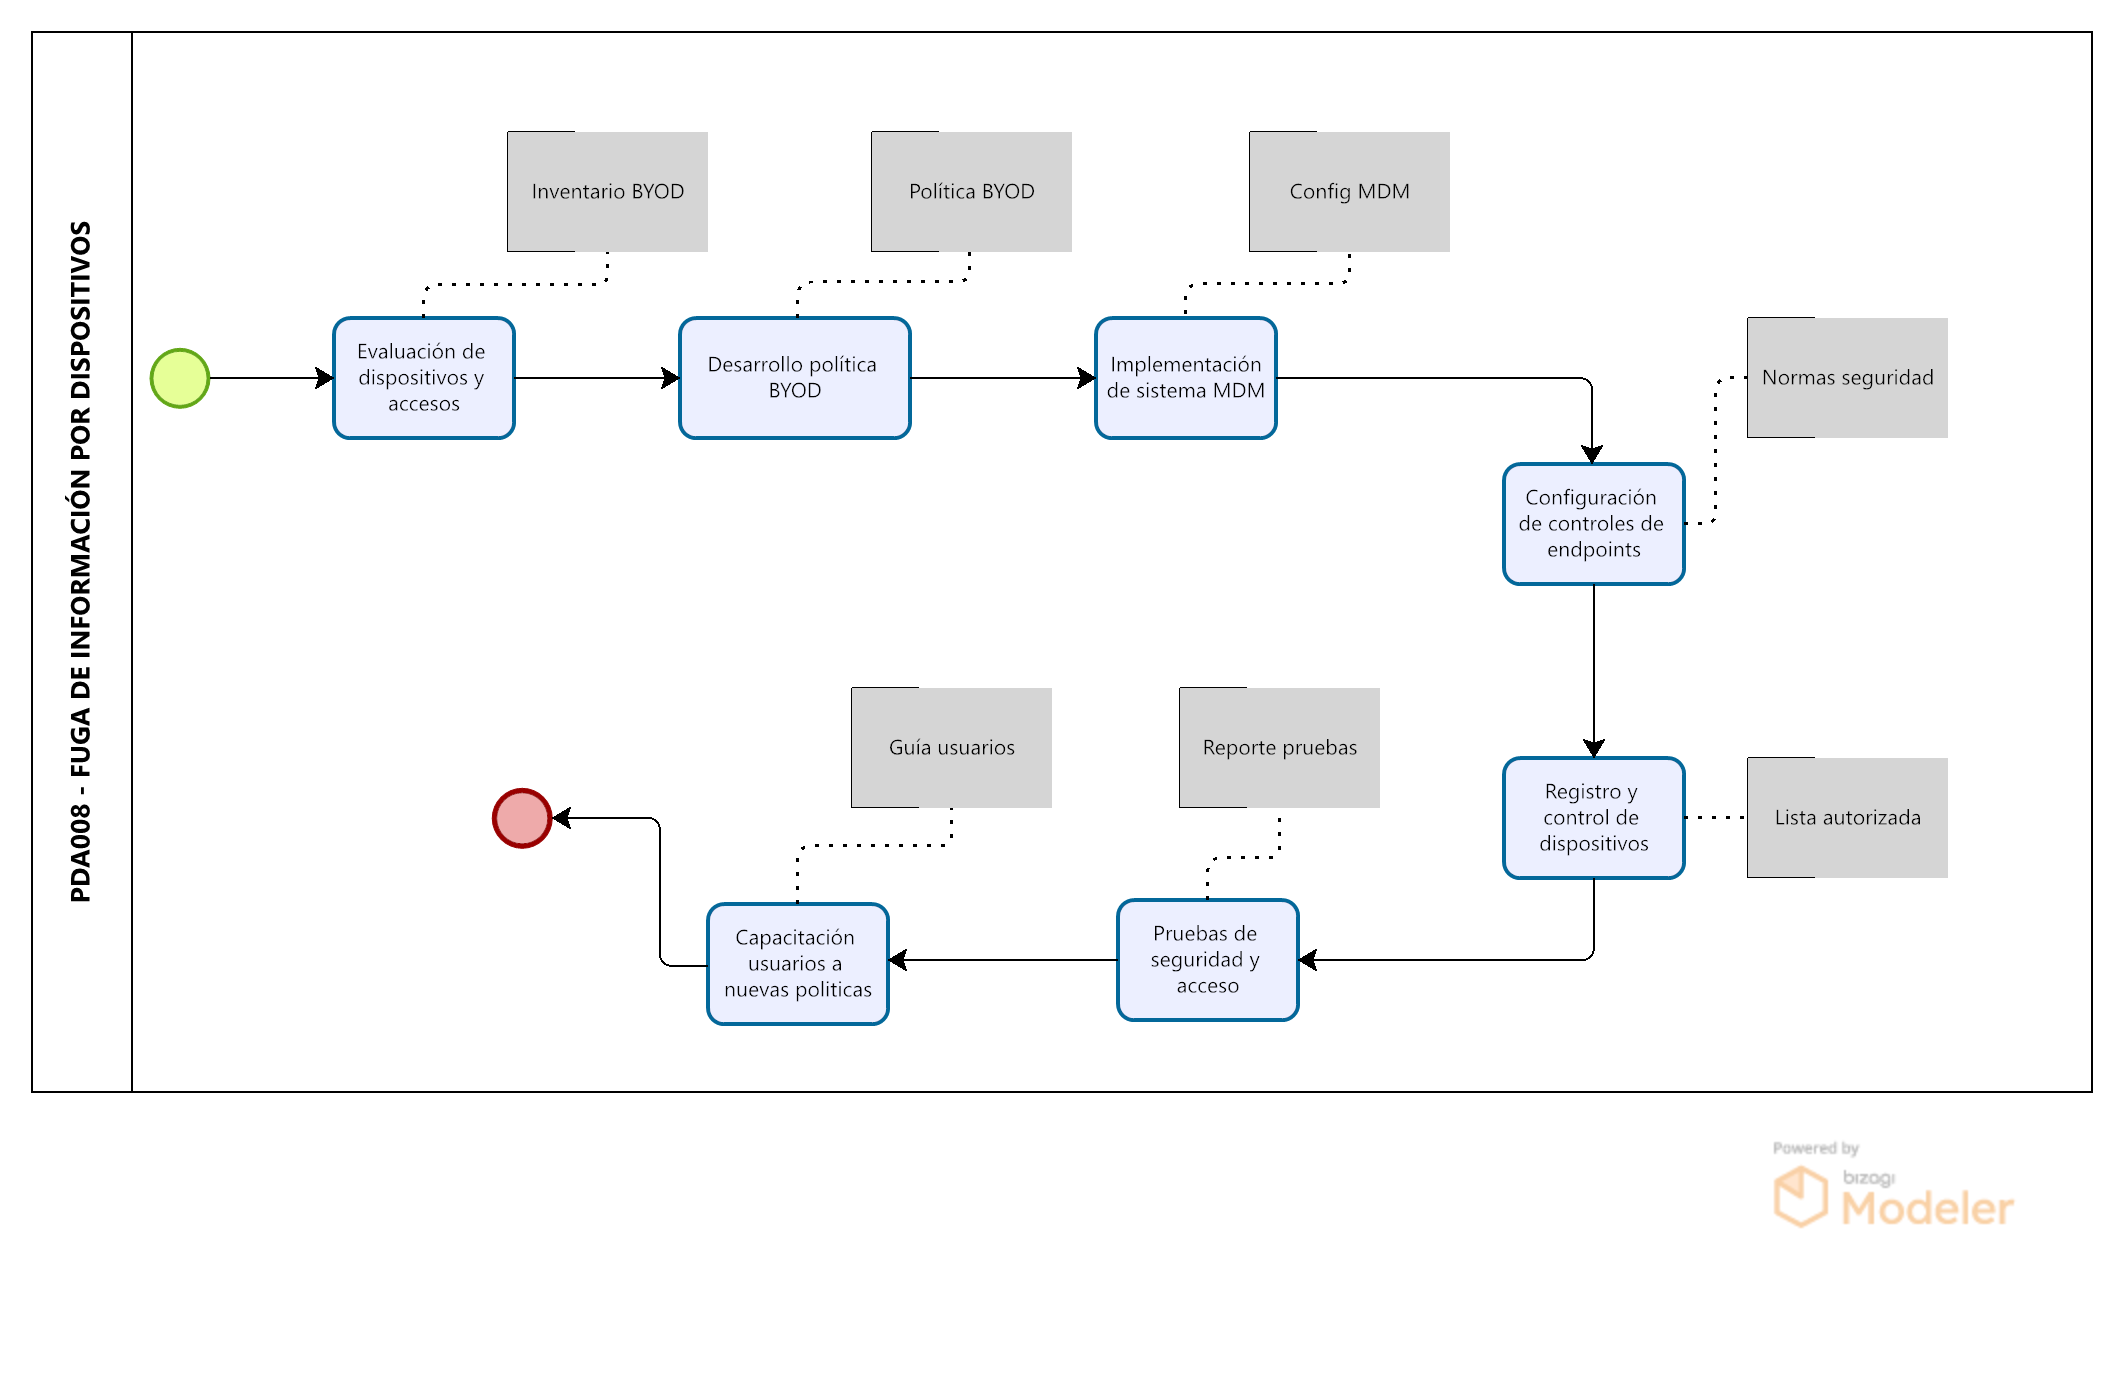 PDA008 - FUGA DE INFORMACIÓN POR DISPOSITIVOS
Inventario BYOD
Política BYOD
Config MDM
Evaluación de
dispositivos y
accesos
Desarrollo política
BYOD
Implementación
de sistema MDM
Normas seguridad
Configuración
de controles de
endpoints
Guía usuarios
Reporte pruebas
Registro y
control de
dispositivos
Lista autorizada
Capacitación
usuarios a
nuevas politicas
Pruebas de
seguridad y
acceso
Powered by
bizagi
Modeler